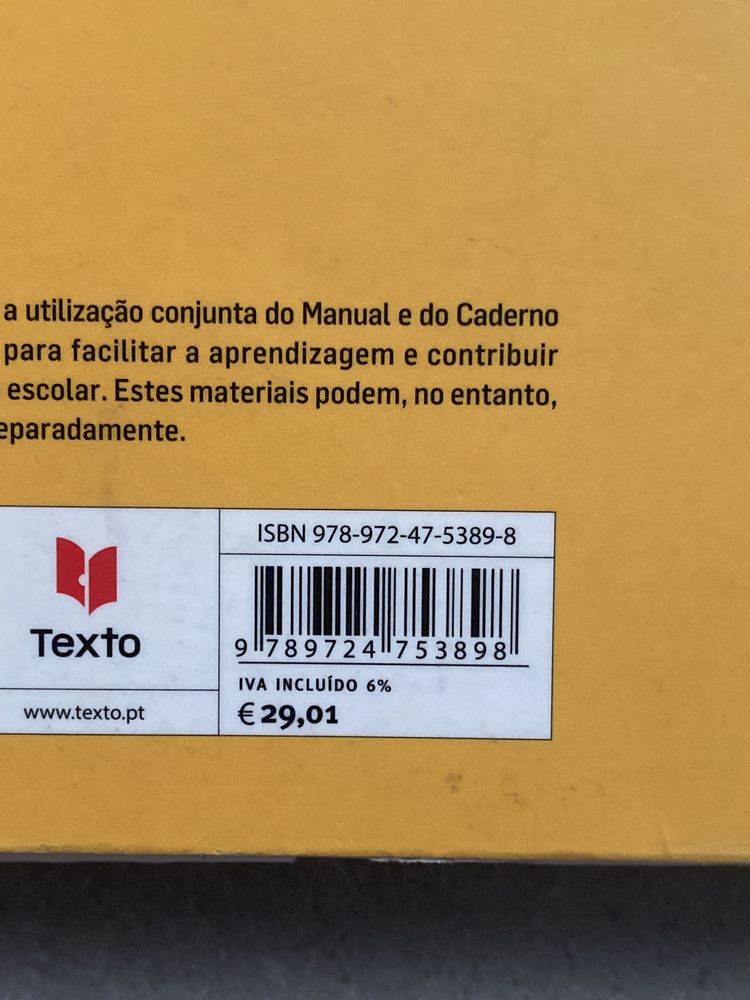 a utilização conjunta do Manual e do Caderno
para facilitar a aprendizagem e contribuir
escolar. Estes materiais podem, no entanto,
eparadamente.
ISBN 978-972-47-5389-8
Texto
9 789724 753898
IVA INCLUÍDO 6%
www.texto.pt
€ 29,01